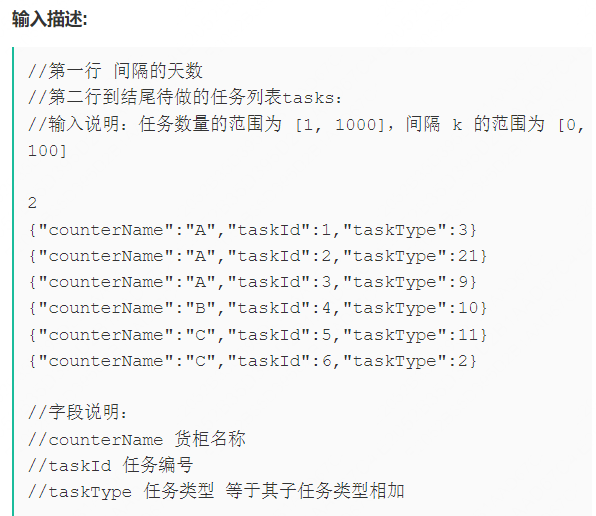 输入描述:
//第一行 间隔的天数
//第二行到结尾待做的任务列表tasks：
//输入说明：任务数量的范围为 [1, 1000]，间隔 k 的范围为 [0,
100]
2
{"counterName":"A","taskId":1,"taskType":3}
{"counterName":"A","taskId":2,"taskType":21}
{"counterName":"A","taskId":3,"taskType":9}
{"counterName":"B","taskId":4,"taskType":10}
{"counterName":"C","taskId":5,"taskType":11}
{"counterName":"C","taskId":6,"taskType":2}
//字段说明：
//counterName 货柜名称
//taskId 任务编号
//taskType 任务类型 等于其子任务类型相加